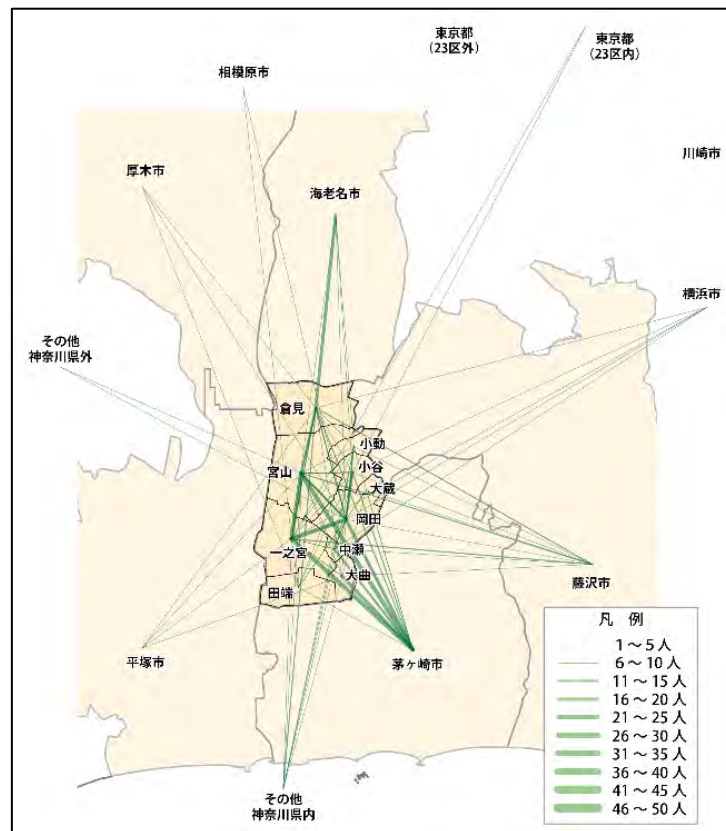 東京都
（23区外）
東京都
（23区内）
相模原市
川崎市
厚木市
海老名市
横浜市
その他
神奈川県外
倉見
小動
宮山
小谷
大蔵
岡田
一之宮
中瀬
大曲
田端
藤沢市
平塚市
茅ヶ崎市
その他
神奈川県内
凡 例
1～5人
6～10人
11～15人
16～20人
21～25人
26～30人
31～35人
36～40人
41～45人
46～50人